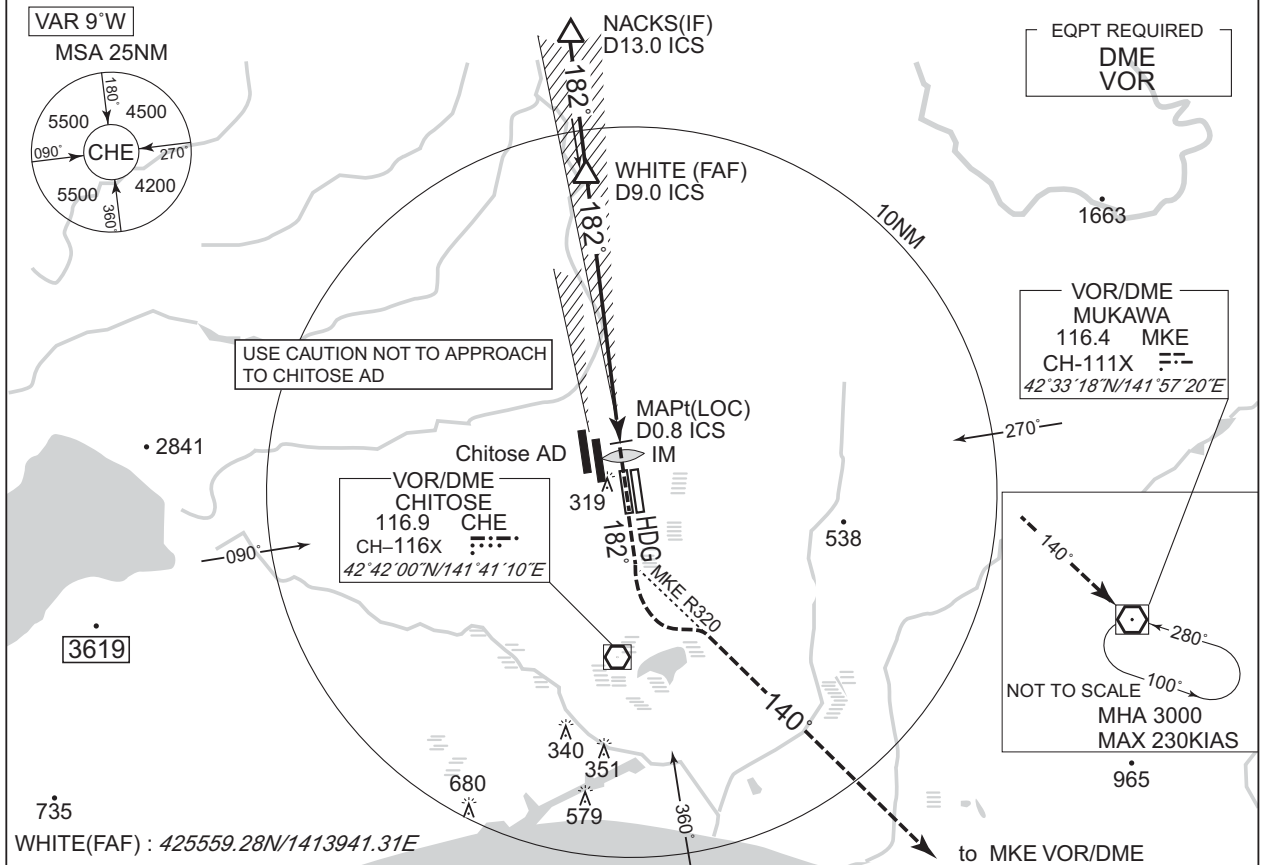 VAR 9°W
MSA 25NM
180°
5500
4500
090°
CHE
270°
5500
4200
360°
NACKS(IF)
D13.0 ICS
182°
EQPT REQUIRED
DME
VOR
WHITE (FAF)
D9.0 ICS
182°
10NM
1663
VOR/DME
MUKAWA
116.4 MKE
CH-111X
42°33′18″N/141°57′20″E
USE CAUTION NOT TO APPROACH
TO CHITOSE AD
MAPt(LOC)
D0.8 ICS
270°
2841
Chitose AD
IM
319
VOR/DME
CHITOSE
116.9 CHE
CH–116X
42°42′00″N/141°41′10″E
090°
HDG
182°
MKE R320
538
3619
140°
280°
100°
NOT TO SCALE
MHA 3000
MAX 230KIAS
140°
340
351
680
579
965
735
360°
WHITE(FAF) : 425559.28N/1413941.31E
to MKE VOR/DME